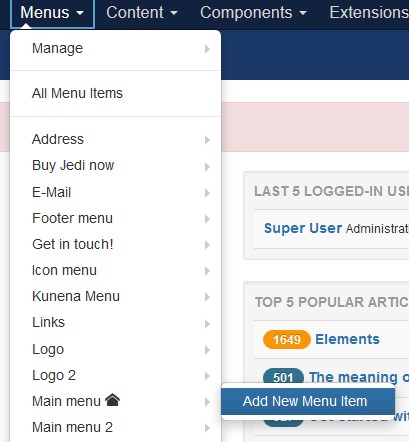 Menus Content Components Extensions
Manage
All Menu Items
Address
Buy Jedi now
E-Mail
Footer menu
Get in touch!
Icon menu
Kunena Menu
Links
Logo
Logo 2
Main menu
Main menu 2
Add New Menu Item
LAST 5 LOGGED-IN USE
Super User Administrati
TOP 5 POPULAR ARTIC
1649 Elements
501 The meaning o